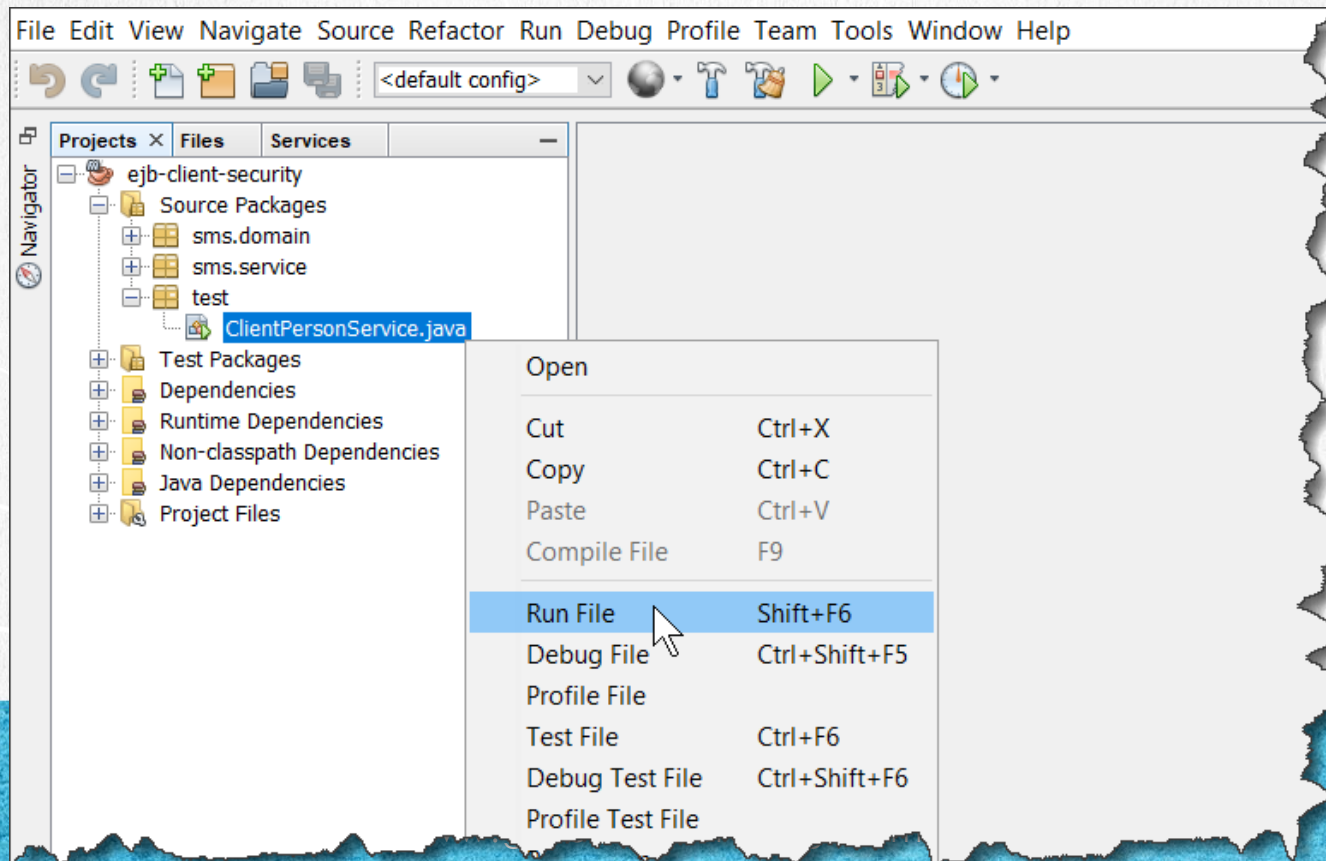 File Edit View Navigate Source Refactor Run Debug Profile Team Tools Window Help
<default config>
Projects Files Services
Navigator
ejb-client-security
Source Packages
sms.domain
sms.service
test
ClientPersonService.java
Test Packages
Dependencies
Runtime Dependencies
Non-classpath Dependencies
Java Dependencies
Project Files
Open
Cut Ctrl+X
Copy Ctrl+C
Paste Ctrl+V
Compile File F9
Run File Shift+F6
Debug File Ctrl+Shift+F5
Profile File
Test File Ctrl+F6
Debug Test File Ctrl+Shift+F6
Profile Test File